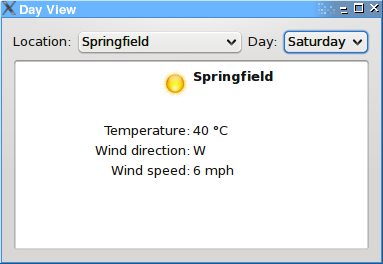 Day View
Location: Springfield Day: Saturday
Springfield
Temperature: 40 °C
Wind direction: W
Wind speed: 6 mph